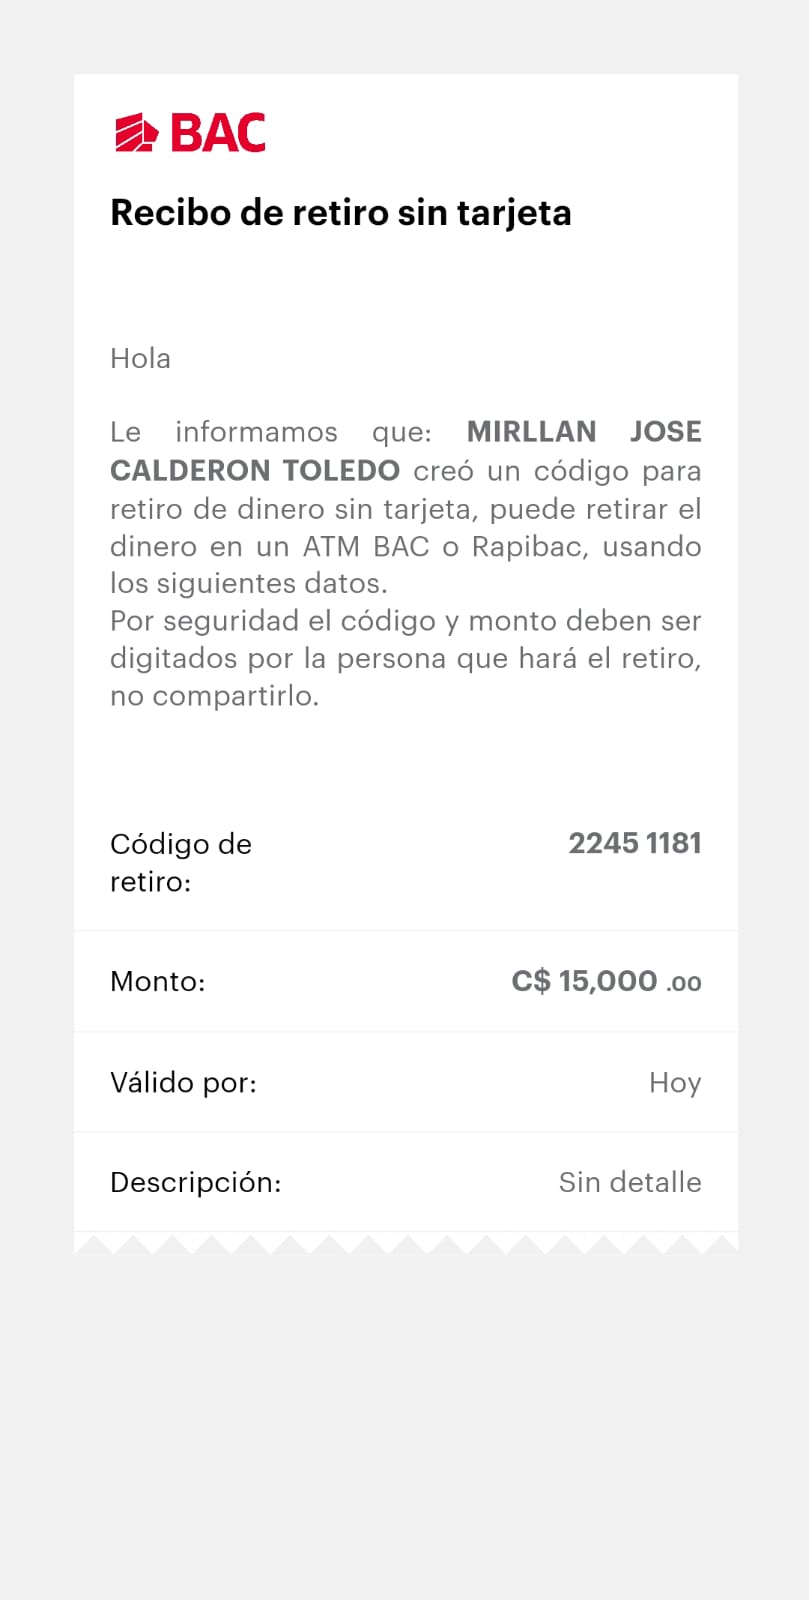 BAC
Recibo de retiro sin tarjeta
Hola
Le informamos que: MIRLLAN JOSE
CALDERON TOLEDO creó un código para
retiro de dinero sin tarjeta, puede retirar el
dinero en un ATM BAC o Rapibac, usando
los siguientes datos.
Por seguridad el código y monto deben ser
digitados por la persona que hará el retiro,
no compartirlo.
Código de
retiro:
2245 1181
Monto: C$ 15,000 .00
Válido por: Hoy
Descripción: Sin detalle